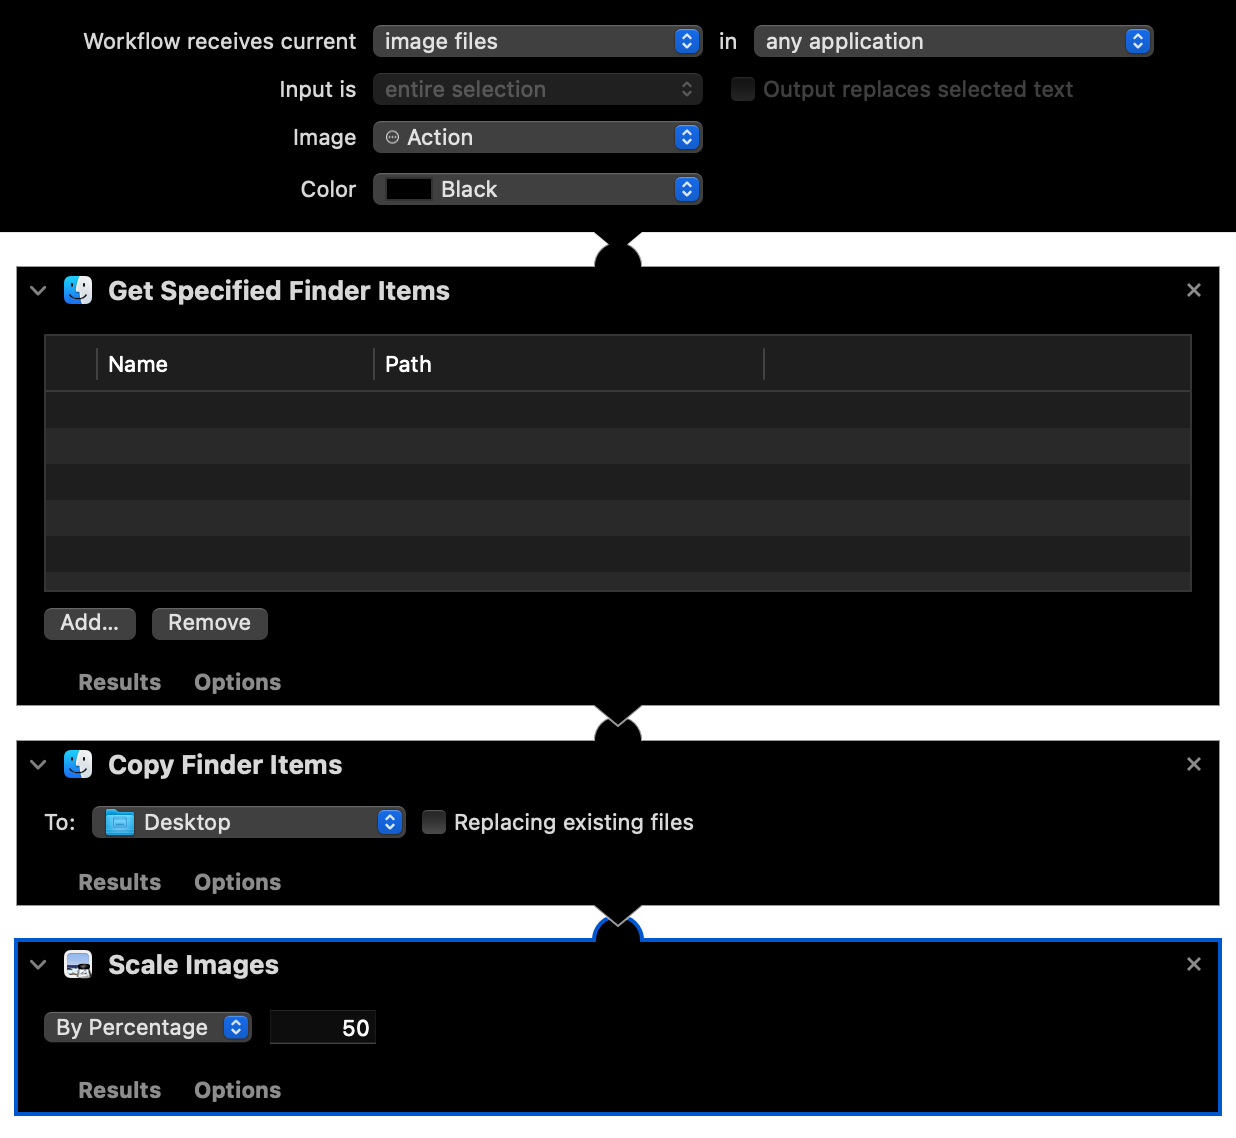 Workflow receives current image files in any application
Input is entire selection Output replaces selected text
Image Action
Color Black
Get Specified Finder Items
Name Path
Add... Remove
Results Options
Copy Finder Items
To: Desktop Replacing existing files
Results Options
Scale Images
By Percentage 50
Results Options